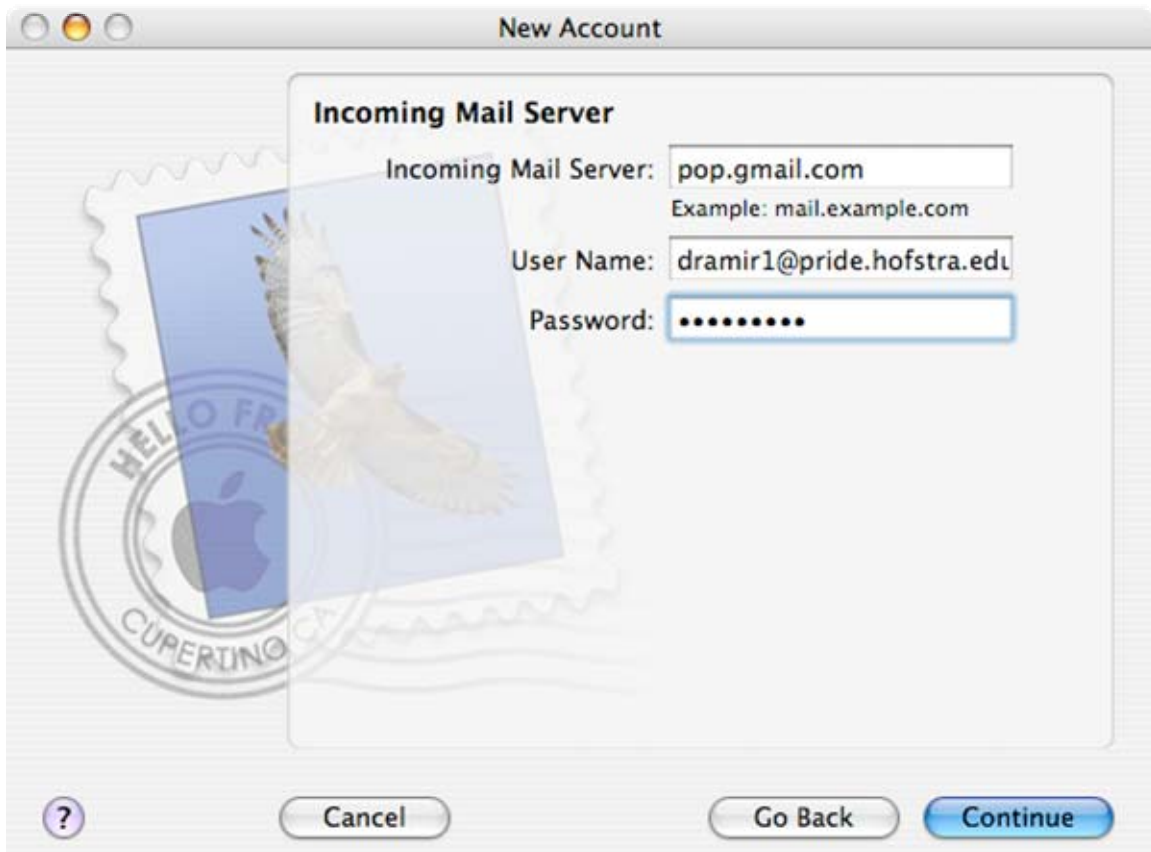 New Account
Incoming Mail Server
Incoming Mail Server: pop.gmail.com
Example: mail.example.com
User Name: dramir1@pride.hofstra.edu
Password: •••••••••
HELLO FR
CUPERTINO CA
? Cancel Go Back Continue